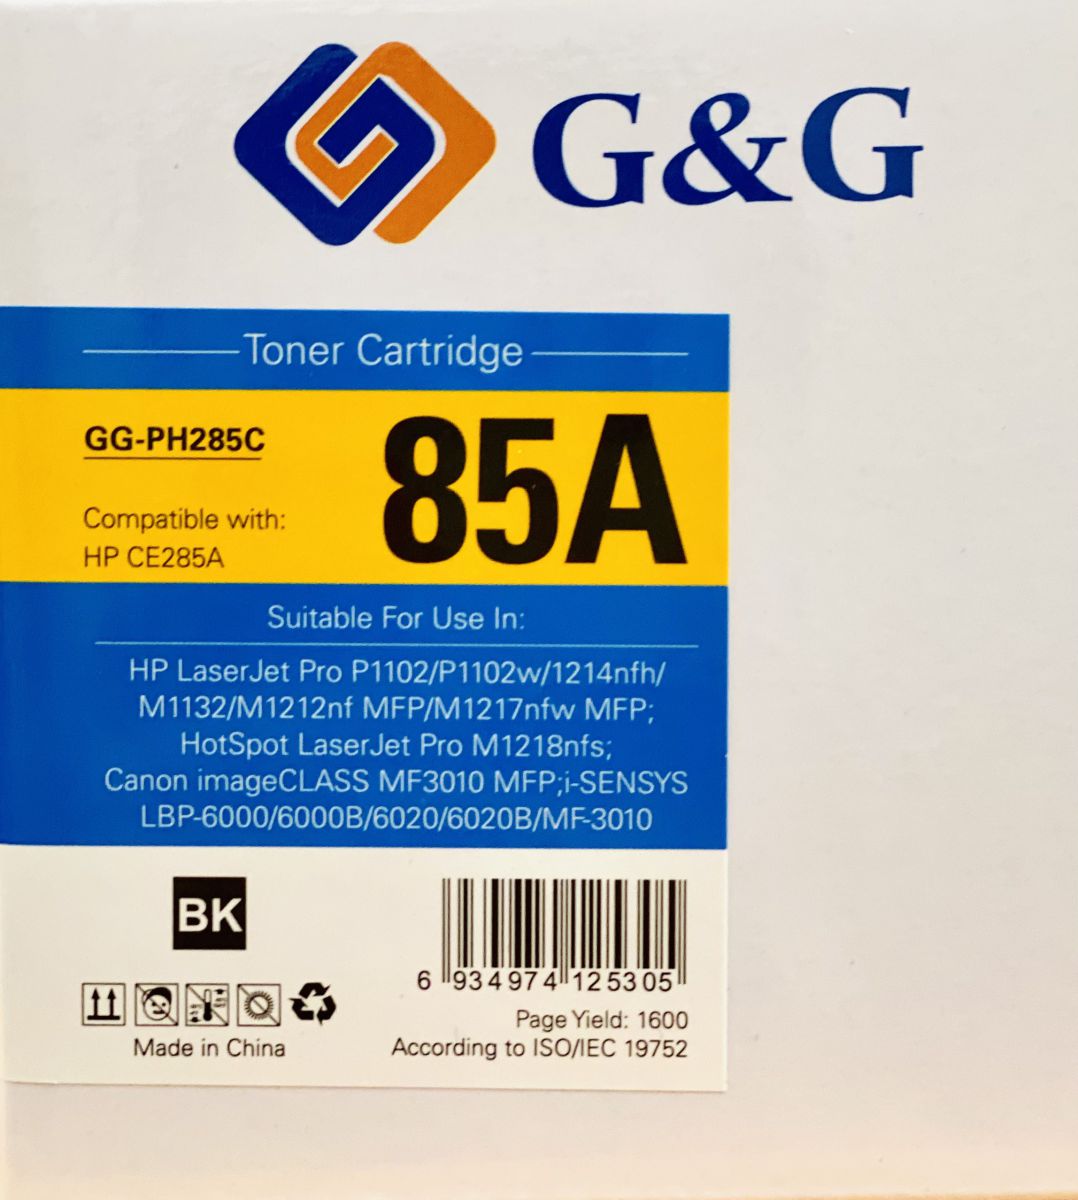 G&G
Toner Cartridge
GG-PH285C
85A
Compatible with:
HP CE285A
Suitable For Use In:
HP LaserJet Pro P1102/P1102w/1214nfh/
M1132/M1212nf MFP/M1217nfw MFP;
HotSpot LaserJet Pro M1218nfs;
Canon imageCLASS MF3010 MFP;i-SENSYS
LBP-6000/6000B/6020/6020B/MF-3010
BK
6 934974 125305
Page Yield: 1600
Made in China
According to ISO/IEC 19752